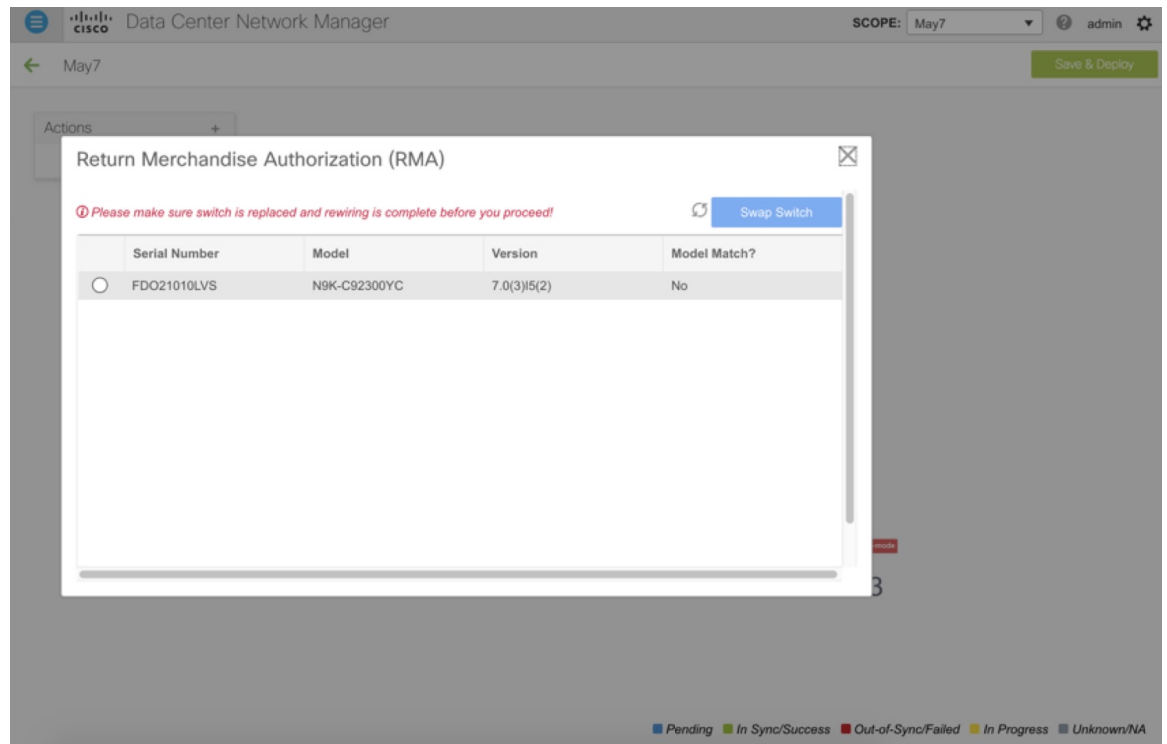 CISCO Data Center Network Manager SCOPE: May7 admin
May7 Save & Deploy
Actions +
Return Merchandise Authorization (RMA)
Please make sure switch is replaced and rewiring is complete before you proceed! Swap Switch
Serial Number Model Version Model Match?
FDO21010LVS N9K-C92300YC 7.0(3)I5(2) No
-mode
3
Pending In Sync/Success Out-of-Sync/Failed In Progress Unknown/NA